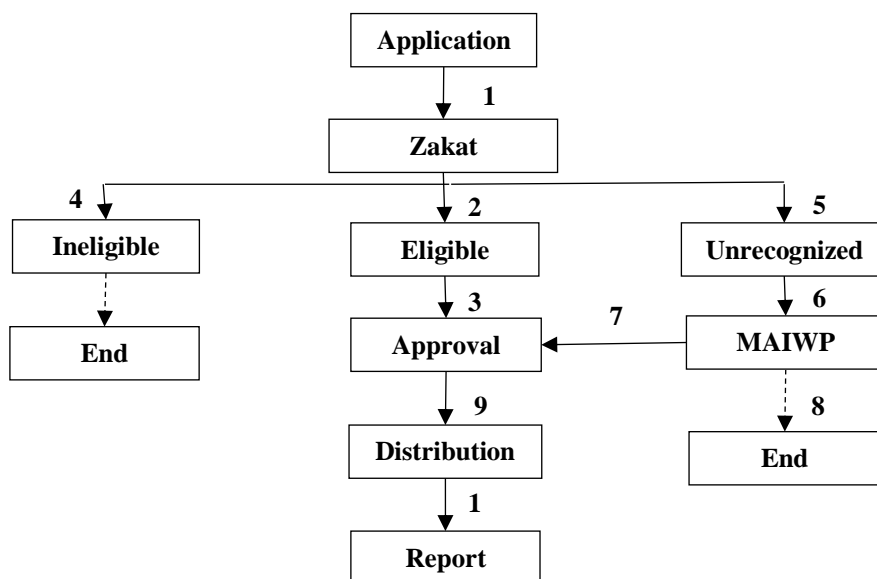 Application
1
Zakat
4
2
5
Ineligible
Eligible
Unrecognized
3
7
6
End
Approval
MAIWP
9
8
Distribution
End
1
Report